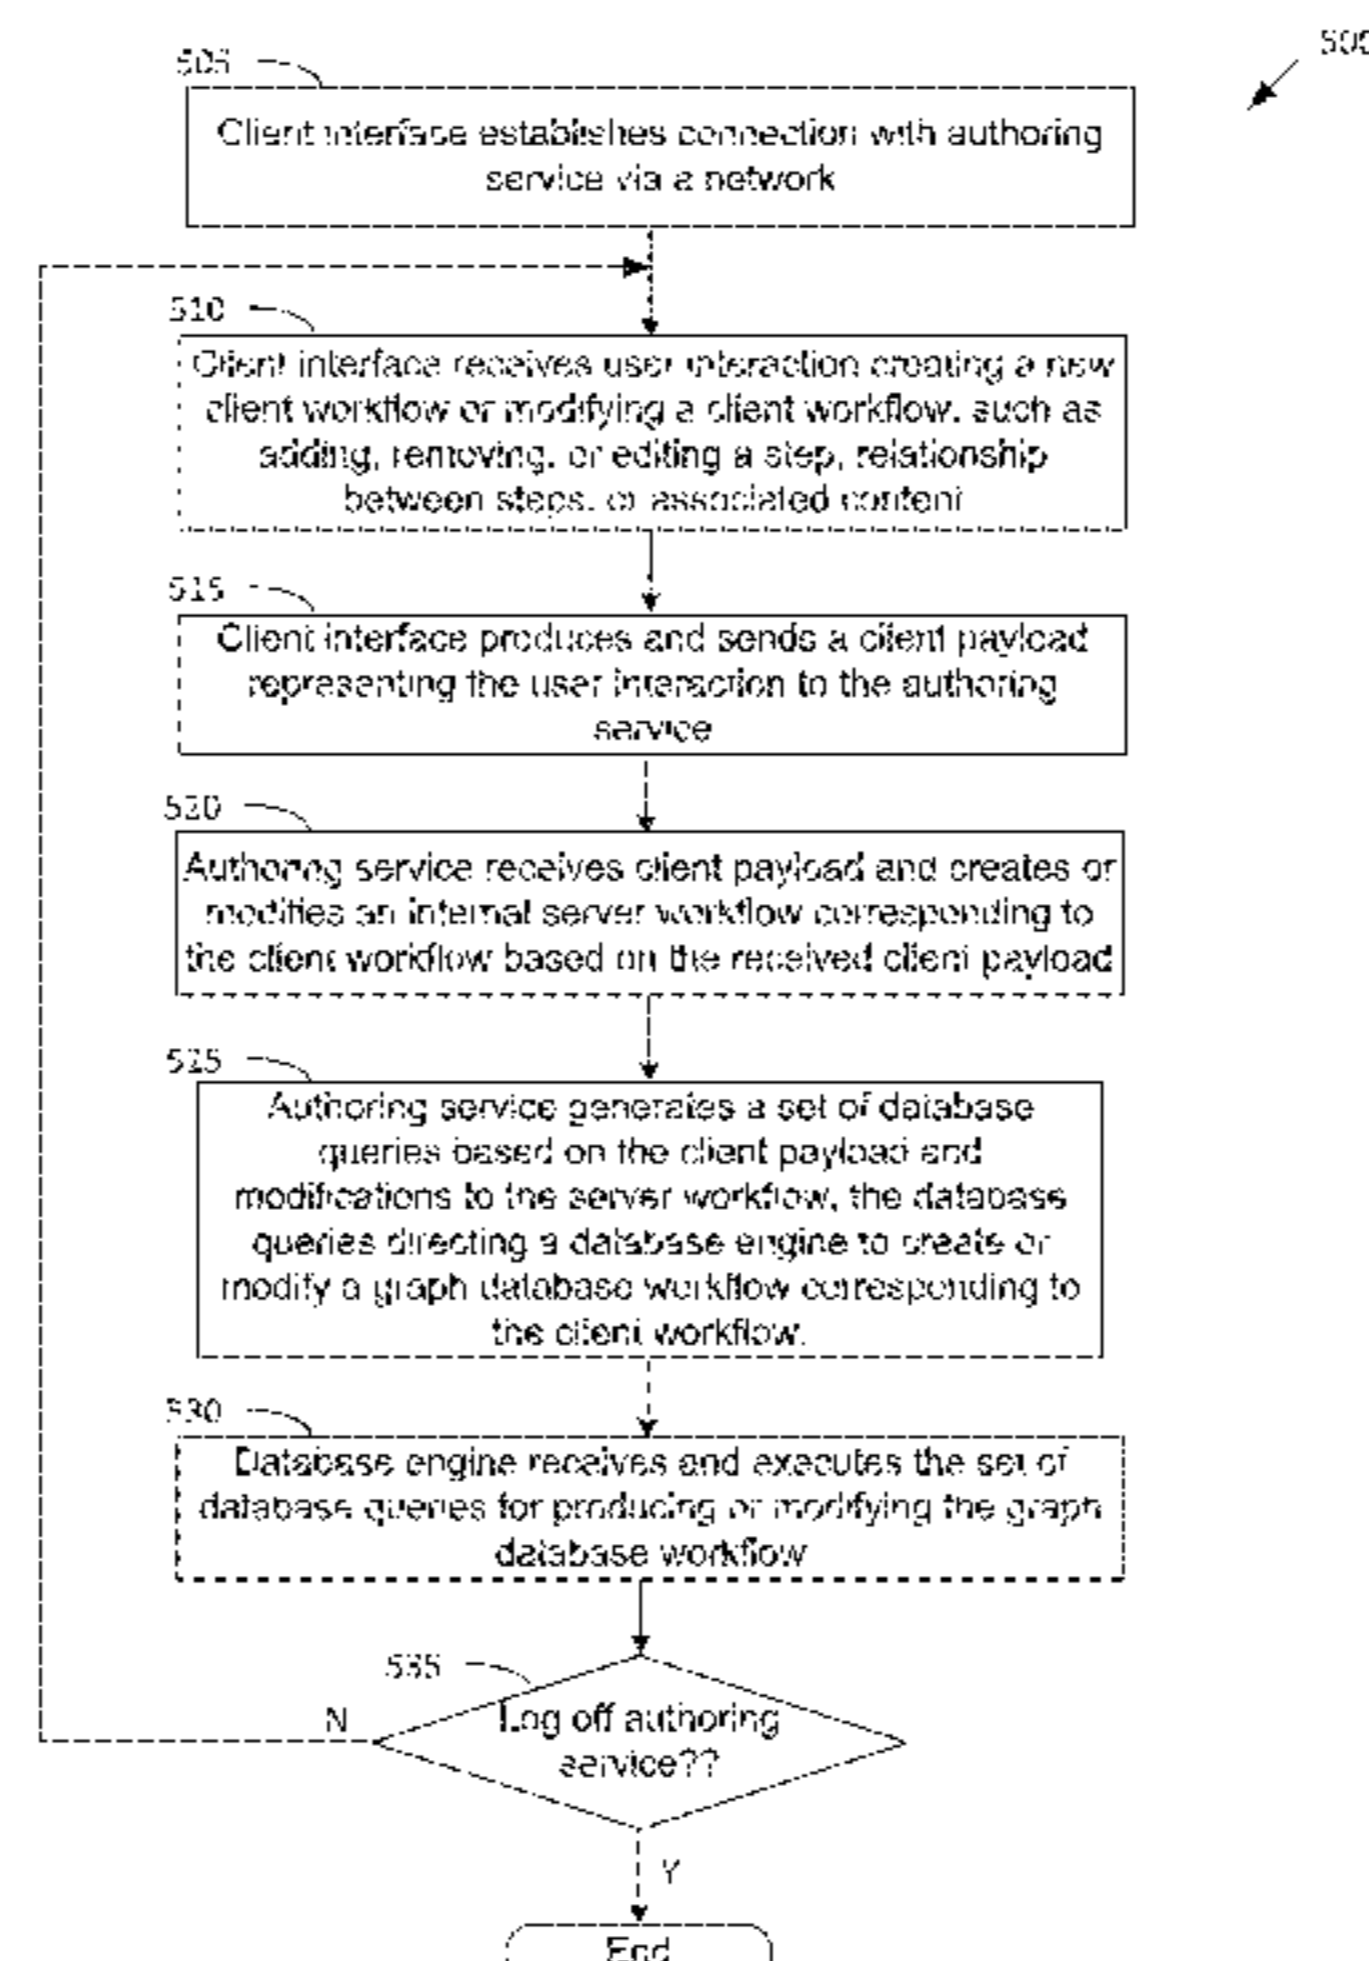 500
505
Client interface establishes connection with authoring
service via a network
510
Client interface receives user interaction creating a new
client workflow or modifying a client workflow, such as
adding, removing, or editing a step, relationship
between steps, or associated content
515
Client interface produces and sends a client payload
representing the user interaction to the authoring
service
520
Authoring service receives client payload and creates or
modifies an internal server workflow corresponding to
the client workflow based on the received client payload
525
Authoring service generates a set of database
queries based on the client payload and
modifications to the server workflow, the database
queries directing a database engine to create or
modify a graph database workflow corresponding to
the client workflow.
530
Database engine receives and executes the set of
database queries for producing or modifying the graph
database workflow
535
Log off authoring
service??
N
Y
End